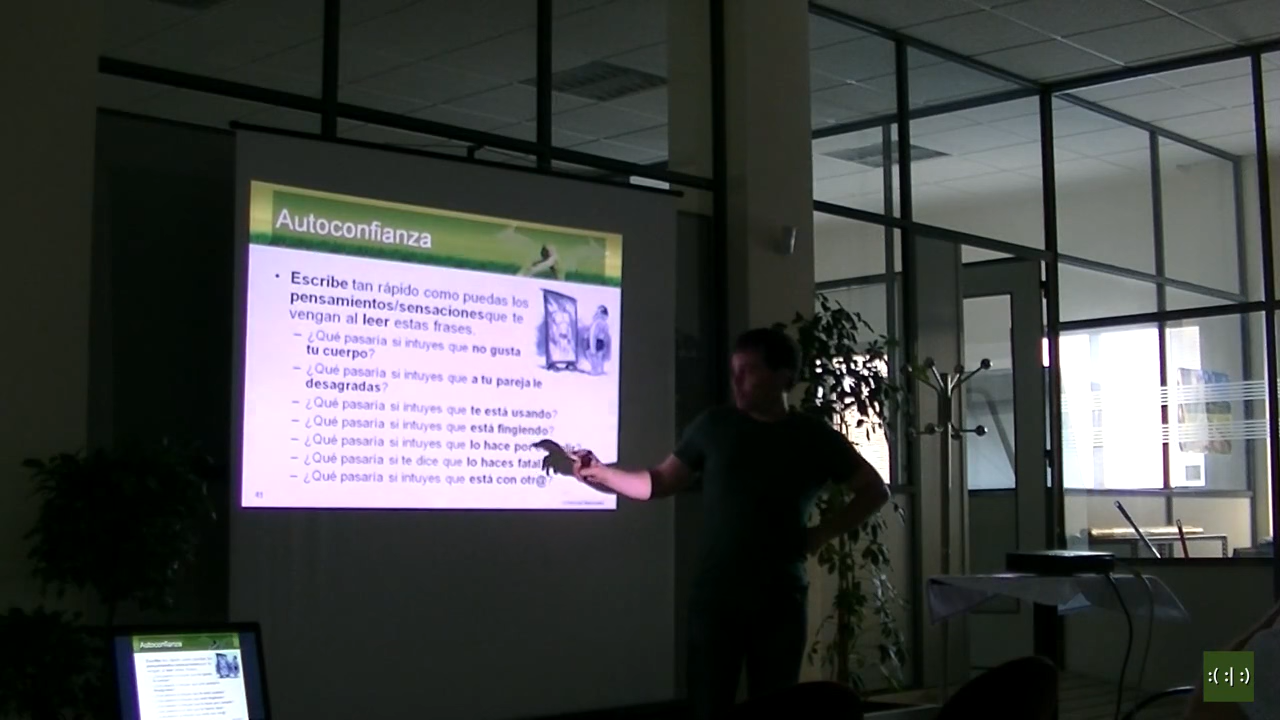 Autoconfianza
• Escribe tan rápido como puedas los
pensamientos/sensacionesque te
vengan al leer estas frases.
– ¿Qué pasaría si intuyes que no gusta
tu cuerpo?
– ¿Qué pasaría si intuyes que a tu pareja le
desagradas?
– ¿Qué pasaría si intuyes que te está usando?
– ¿Qué pasaría si intuyes que está fingiendo?
– ¿Qué pasaría si intuyes que lo hace por
– ¿Qué pasaría si te dice que lo haces fatal
– ¿Qué pasaría si intuyes que está con otr@?
41
Autoconfianza
:( :| :)